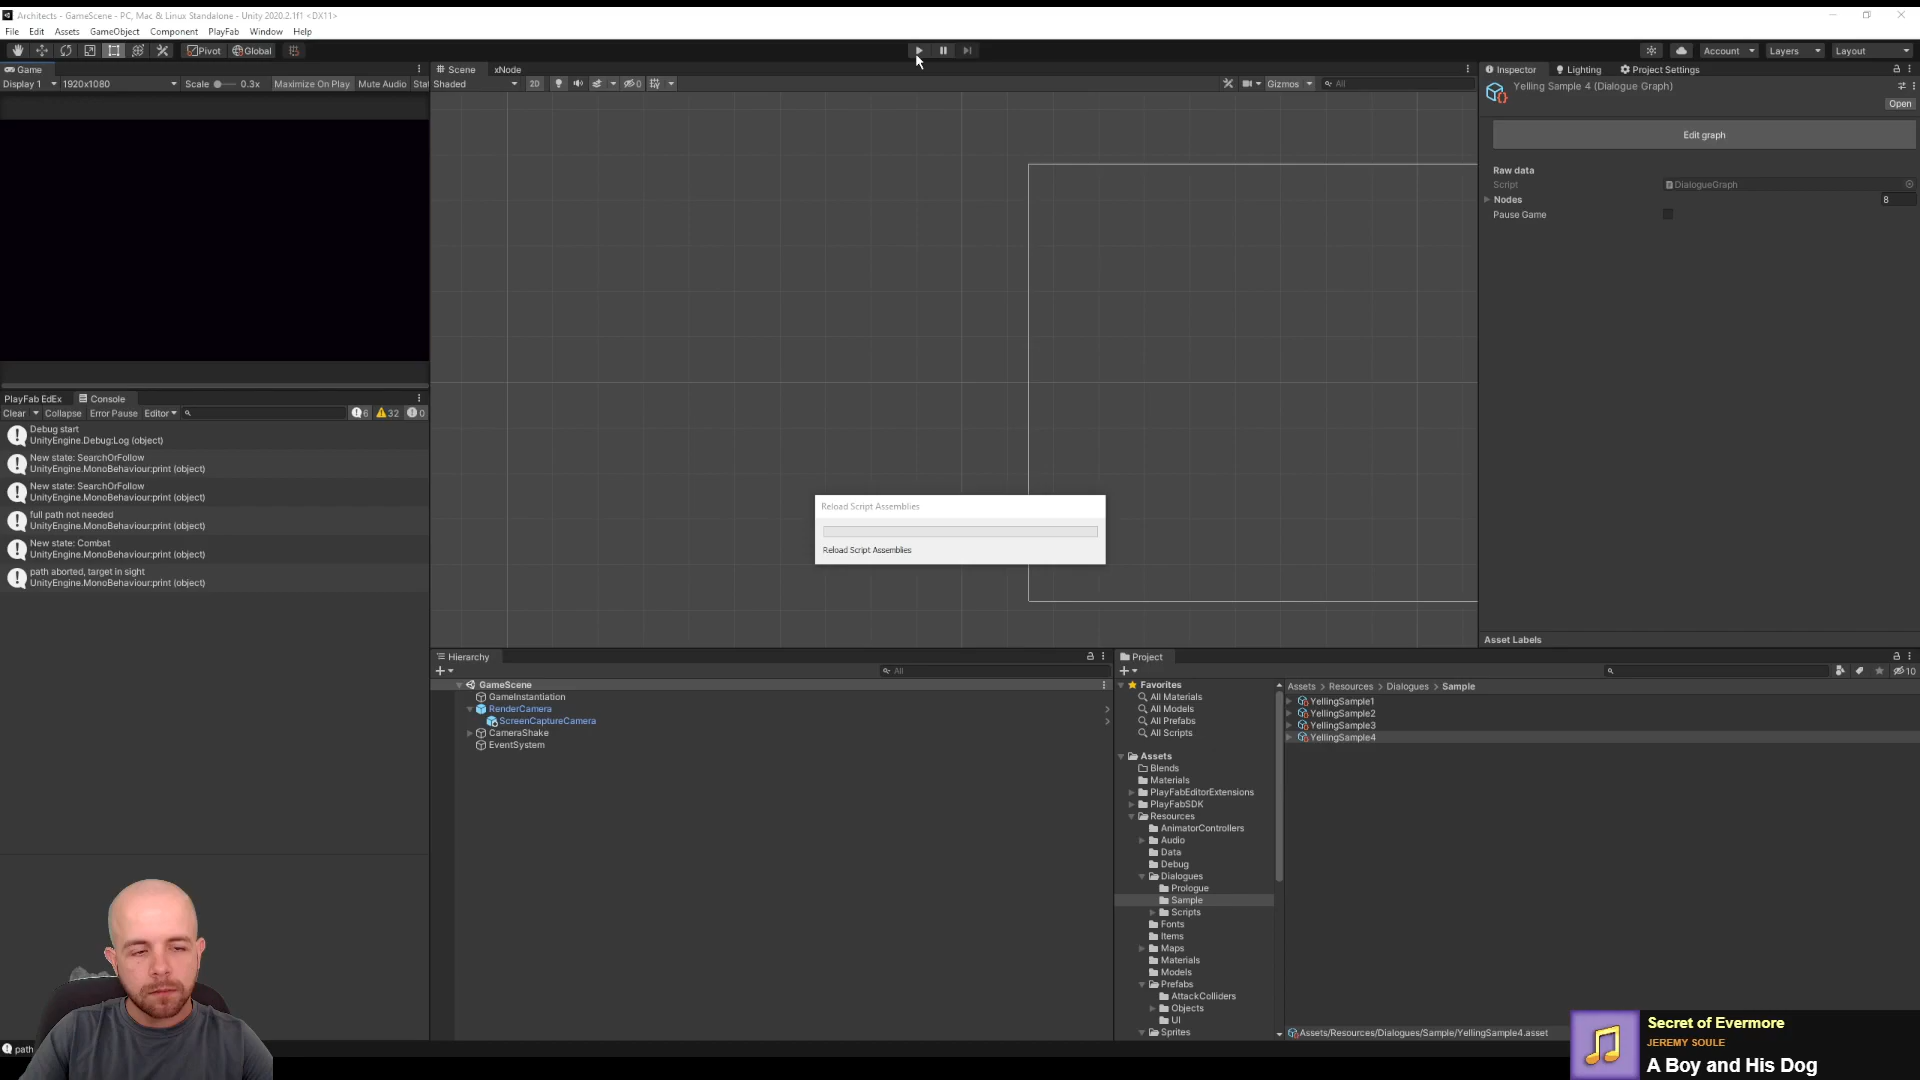 Architects - GameScene - PC, Mac & Linux Standalone - Unity 2020.2.1f1 <DX11>
File Edit Assets GameObject Component PlayFab Window Help
Pivot Global
Account Layers Layout
Game
Display 1 1920x1080 Scale 0.3x Maximize On Play Mute Audio Stat
Scene xNode
Shaded 20 0 Gizmos All
Inspector Lighting Project Settings
Yelling Sample 4 (Dialogue Graph)
Open
Edit graph
Raw data
Script DialogueGraph
Nodes 8
Pause Game
Asset Labels
PlayFab EdEx Console
Clear Collapse Error Pause Editor 6 32 0
Debug start
UnityEngine.Debug:Log (object)
New state: SearchOrFollow
UnityEngine.MonoBehaviour:print (object)
New state: SearchOrFollow
UnityEngine.MonoBehaviour:print (object)
full path not needed
UnityEngine.MonoBehaviour:print (object)
New state: Combat
UnityEngine.MonoBehaviour:print (object)
path aborted, target in sight
UnityEngine.MonoBehaviour:print (object)
path
Reload Script Assemblies
Reload Script Assemblies
Hierarchy
All
GameScene
GameInstantiation
RenderCamera
ScreenCaptureCamera
CameraShake
EventSystem
Project
10
Favorites
All Materials
All Models
All Prefabs
All Scripts
Assets
Blends
Materials
PlayFabEditorExtensions
PlayFabSDK
Resources
AnimatorControllers
Audio
Data
Debug
Dialogues
Prologue
Sample
Scripts
Fonts
Items
Maps
Materials
Models
Prefabs
AttackColliders
Objects
UI
Sprites
Assets > Resources > Dialogues > Sample
YellingSample1
YellingSample2
YellingSample3
YellingSample4
Assets/Resources/Dialogues/Sample/YellingSample4.asset
Secret of Evermore
JEREMY SOULE
A Boy and His Dog